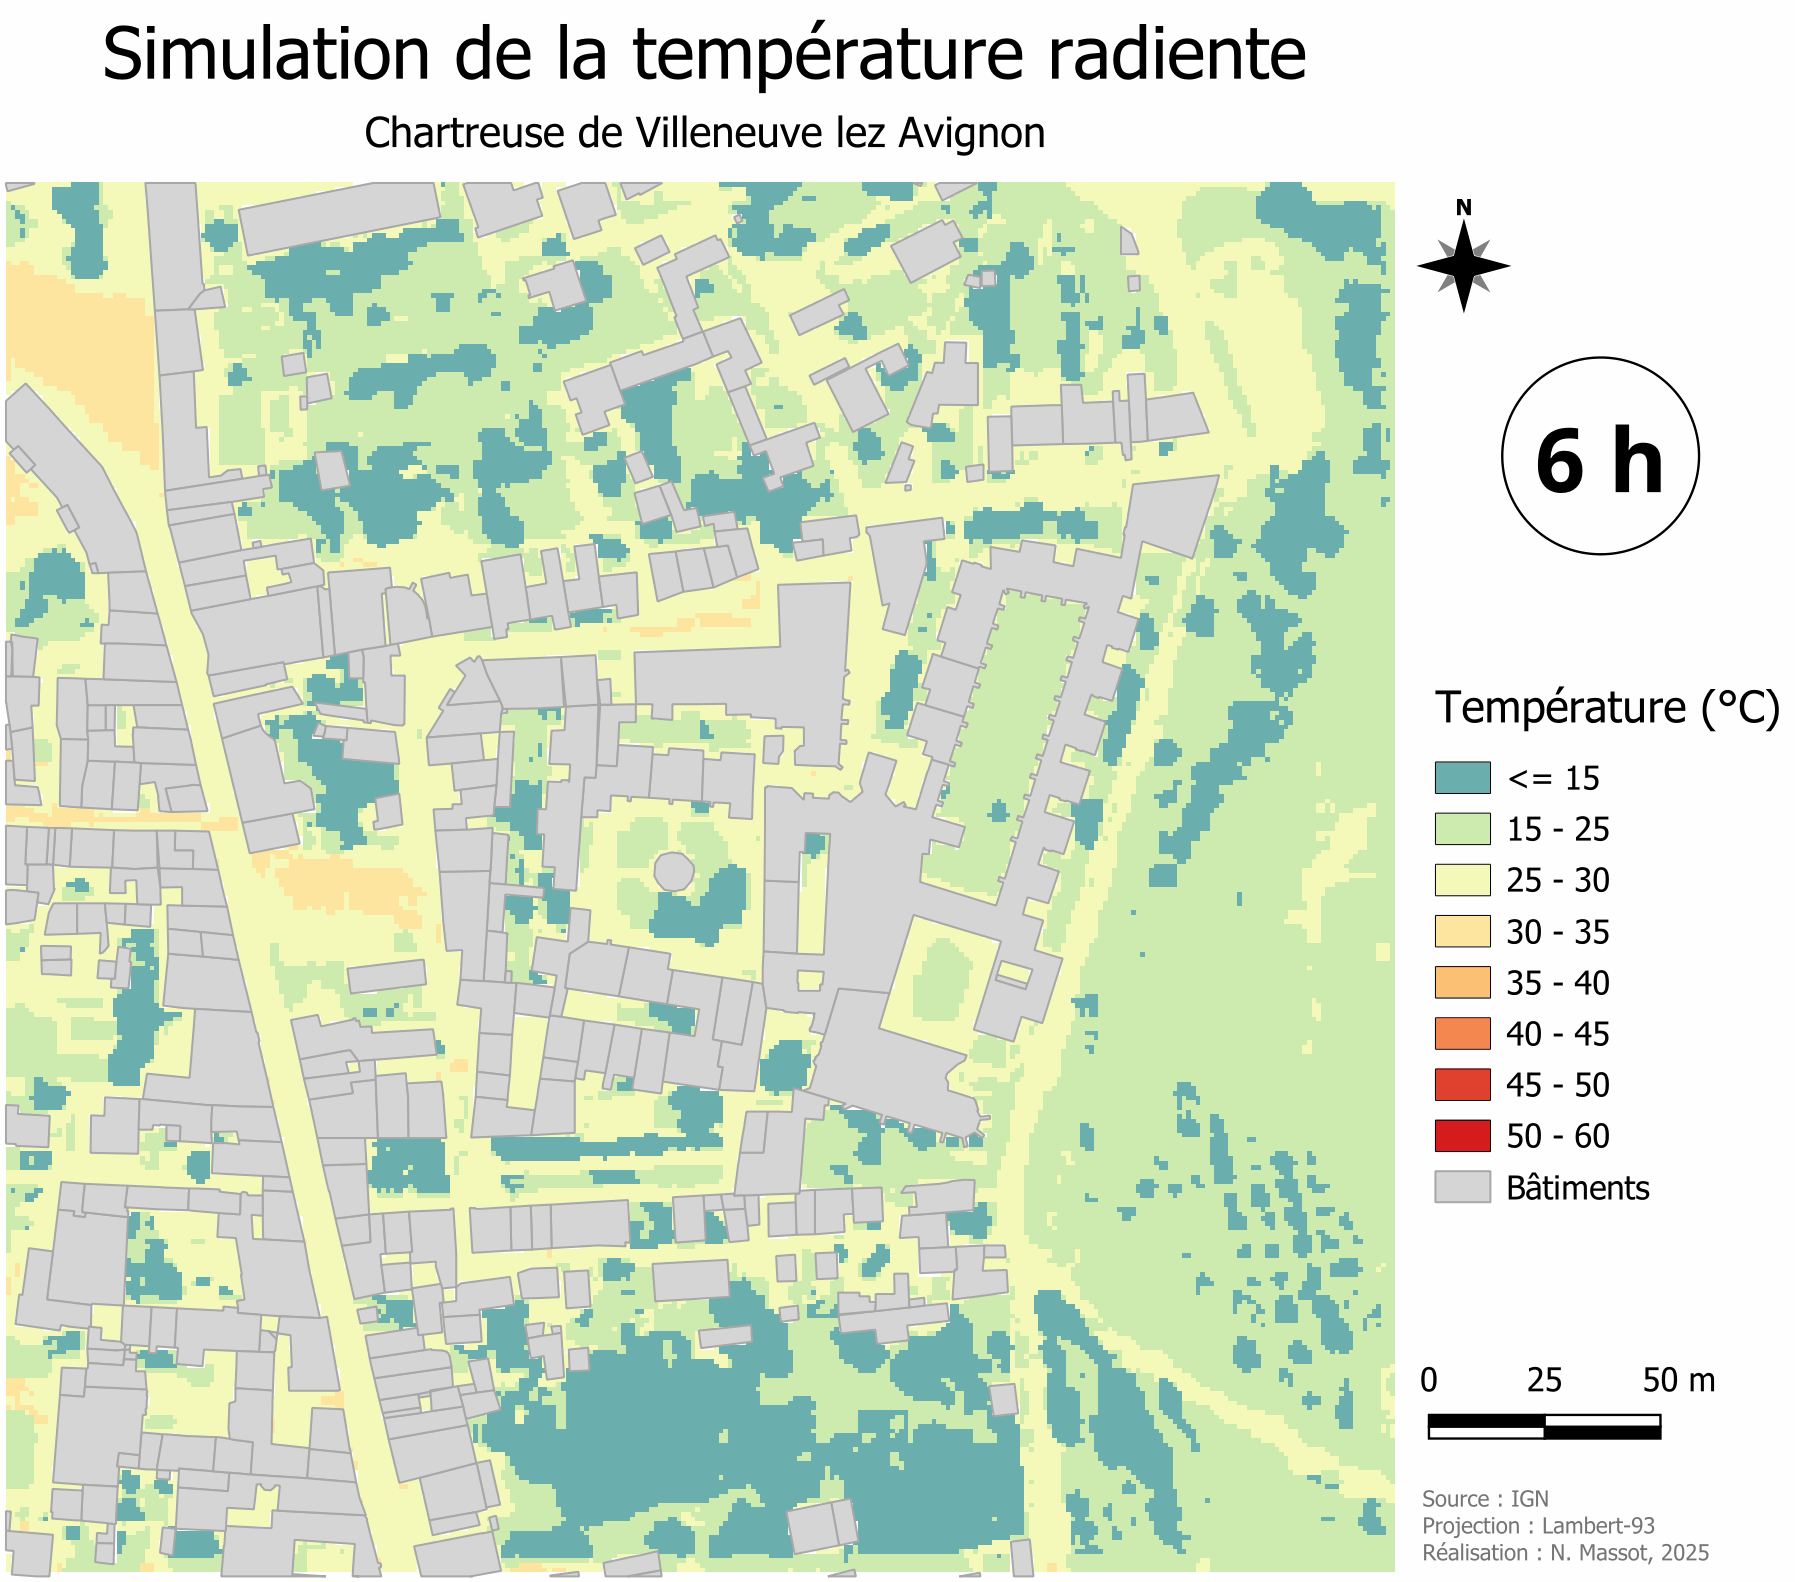 Simulation de la température radiente
Chartreuse de Villeneuve lez Avignon
N
6 h
Température (°C)
<= 15
15 - 25
25 - 30
30 - 35
35 - 40
40 - 45
45 - 50
50 - 60
Bâtiments
0 25 50 m
Source : IGN
Projection : Lambert-93
Réalisation : N. Massot, 2025